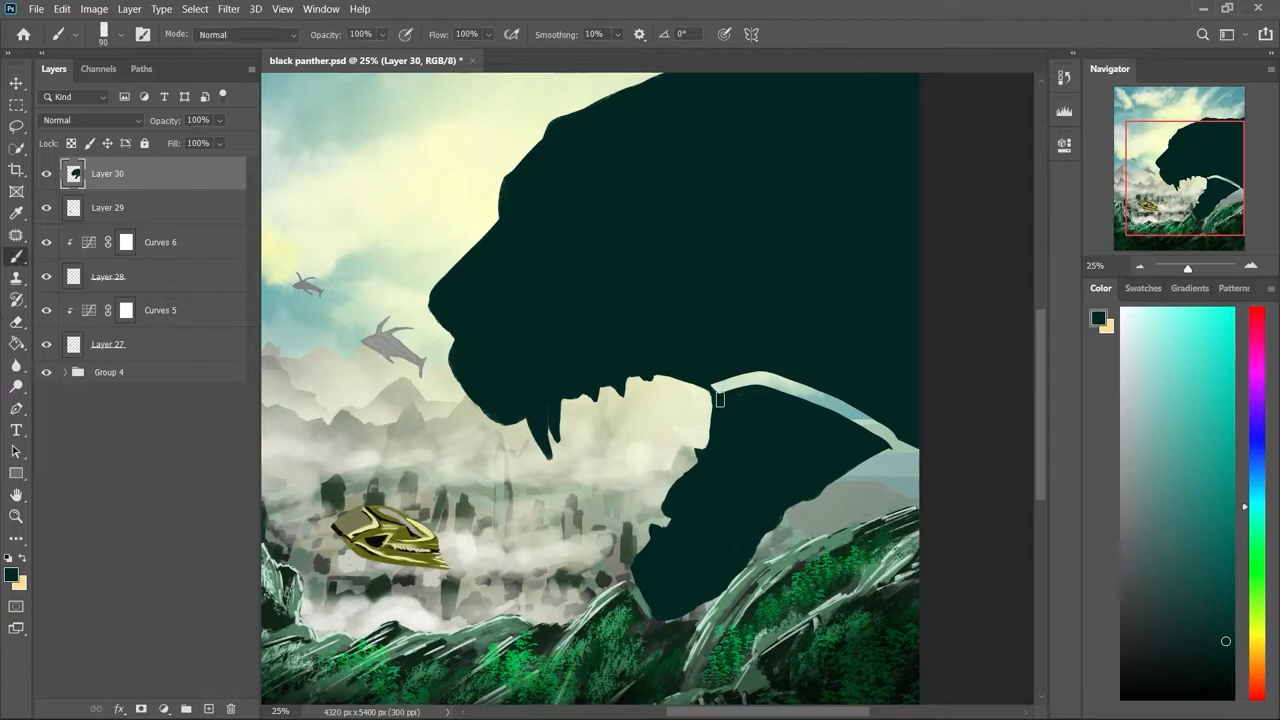 Ps File Edit Image Layer Type Select Filter 3D View Window Help
90 Mode: Normal Opacity: 100% Flow: 100% Smoothing: 10% 0°
Layers Channels Paths
black panther.psd @ 25% (Layer 30, RGB/8) *
Navigator
Kind
Normal Opacity: 100%
Lock: Fill: 100%
Layer 30
Layer 29
Curves 6
Layer 28
Curves 5
Layer 27
Group 4
25%
Color Swatches Gradients Patterns
25% 4320 px x 5400 px (300 ppi)